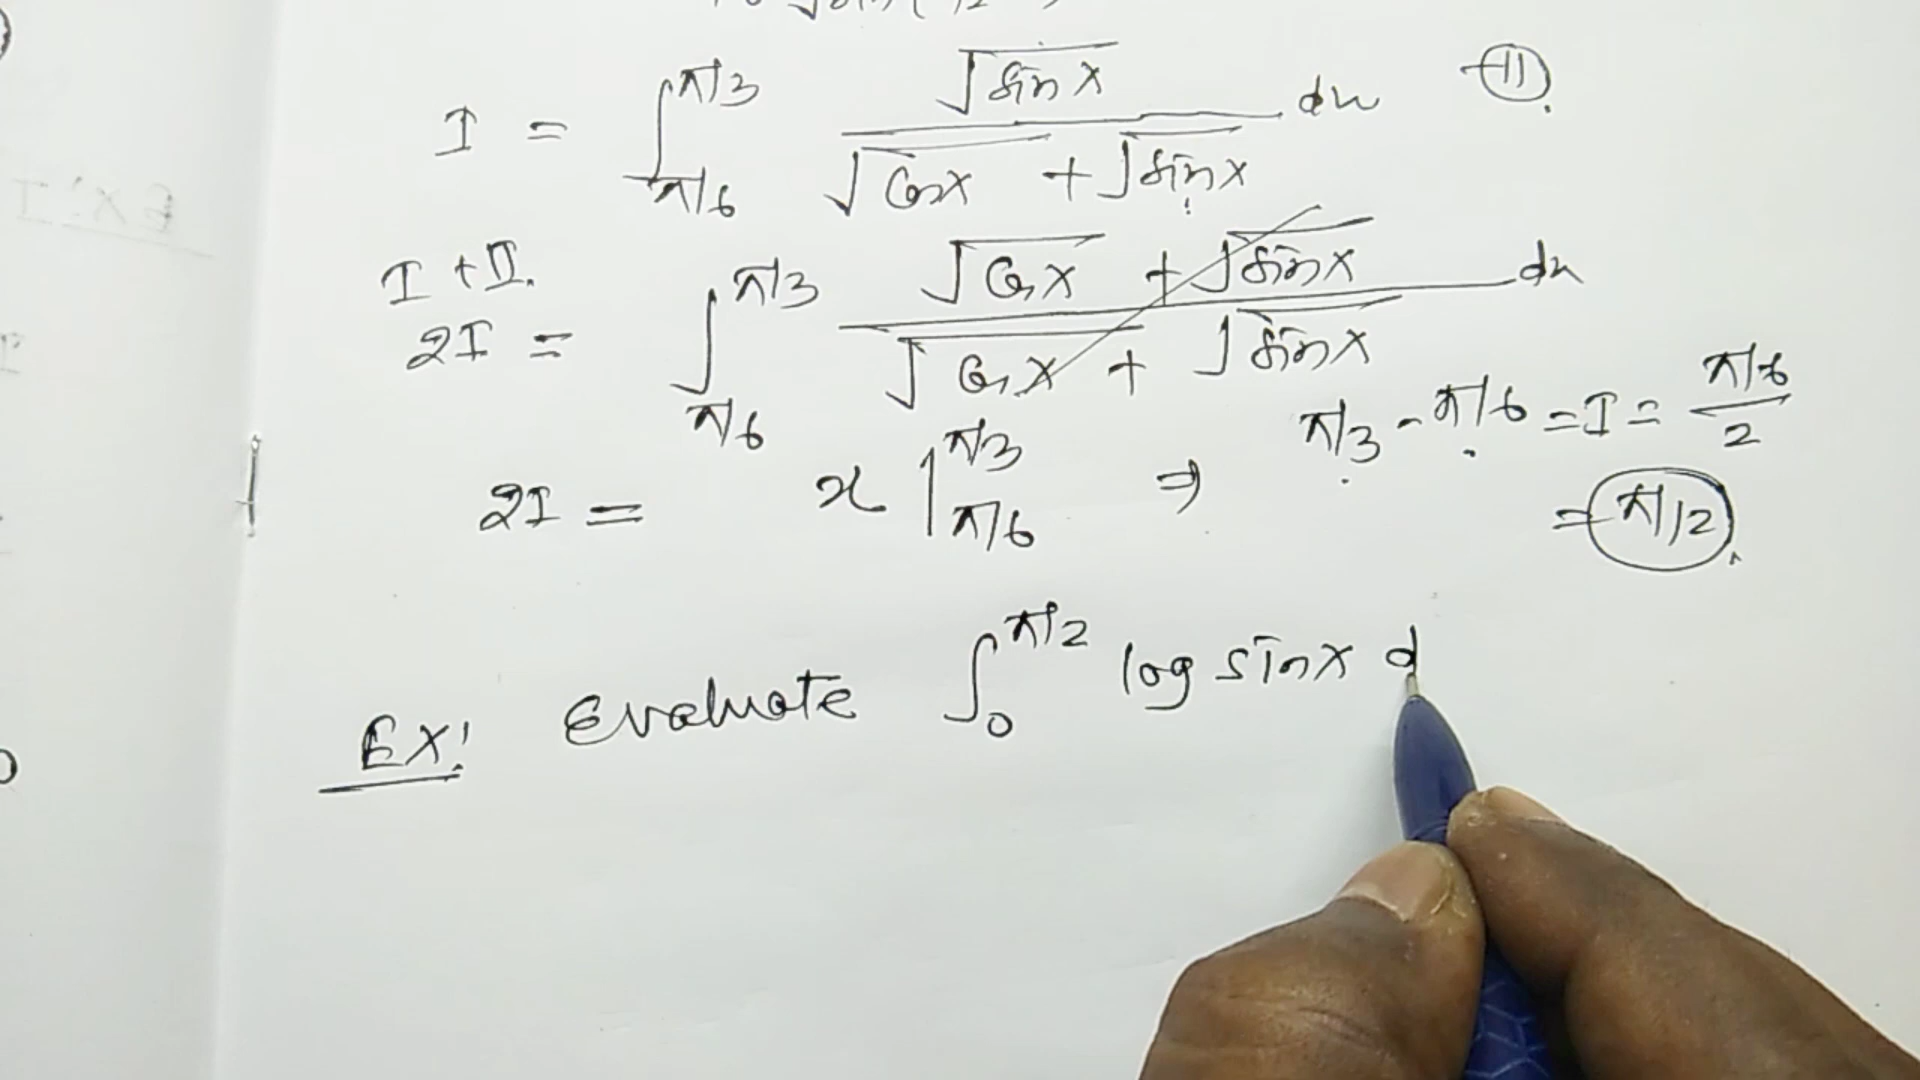 I = ∫_{π/6}^{π/3} √sin x / (√Cos x + √sin x) dx —(II).
I + II.
2I = ∫_{π/6}^{π/3} (√Cos x + √sin x) / (√Cos x + √sin x) dx
2I = x |_{π/6}^{π/3} ⇒ π/3 - π/6 = I = (π/6)/2
= π/12.
Ex! Evaluate ∫_0^{π/2} log sin x d